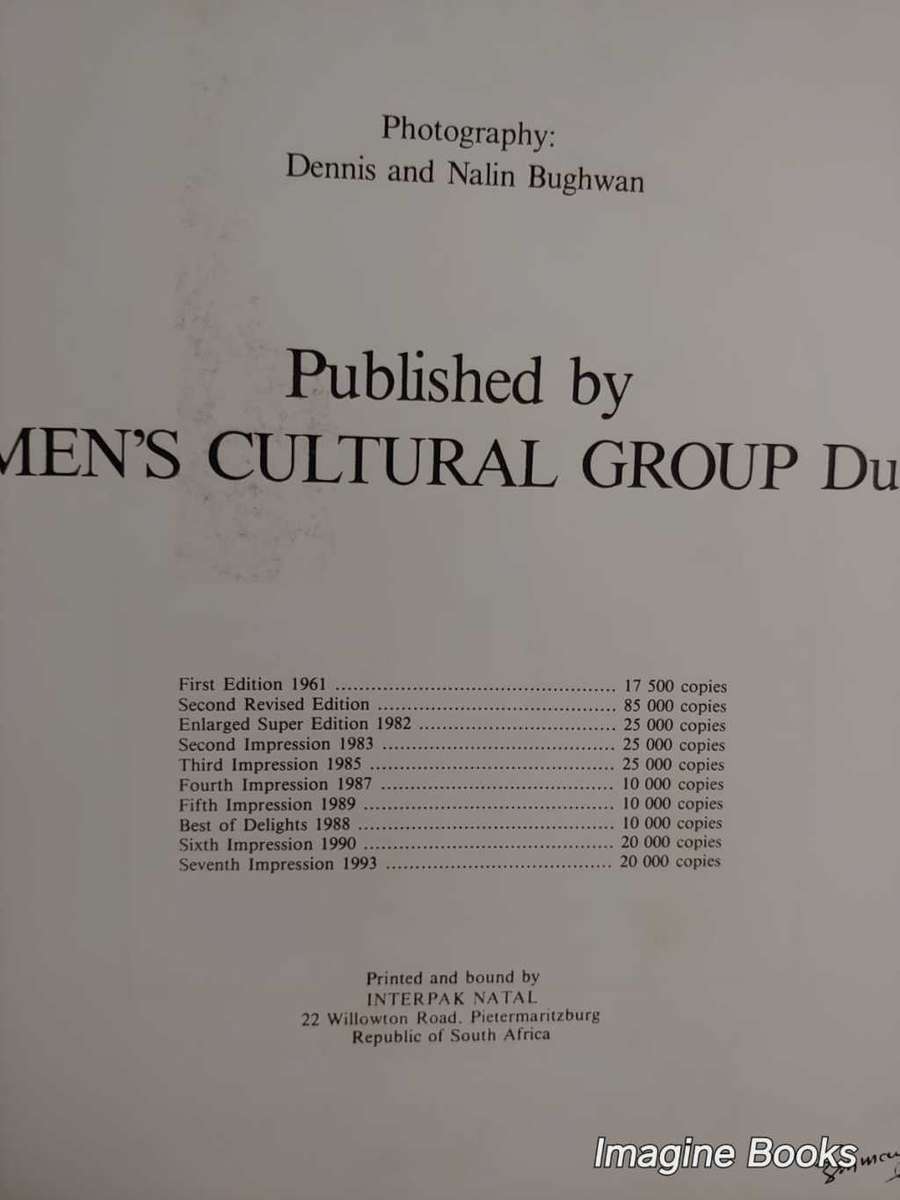 Photography:
Dennis and Nalin Bughwan
Published by
MEN'S CULTURAL GROUP Du
First Edition 1961 ............................................... 17 500 copies
Second Revised Edition ........................................ 85 000 copies
Enlarged Super Edition 1982 ................................. 25 000 copies
Second Impression 1983 ....................................... 25 000 copies
Third Impression 1985 ......................................... 25 000 copies
Fourth Impression 1987 ....................................... 10 000 copies
Fifth Impression 1989 .......................................... 10 000 copies
Best of Delights 1988 ........................................... 10 000 copies
Sixth Impression 1990 .......................................... 20 000 copies
Seventh Impression 1993 ...................................... 20 000 copies
Printed and bound by
INTERPAK NATAL
22 Willowton Road, Pietermaritzburg
Republic of South Africa
Imagine Books